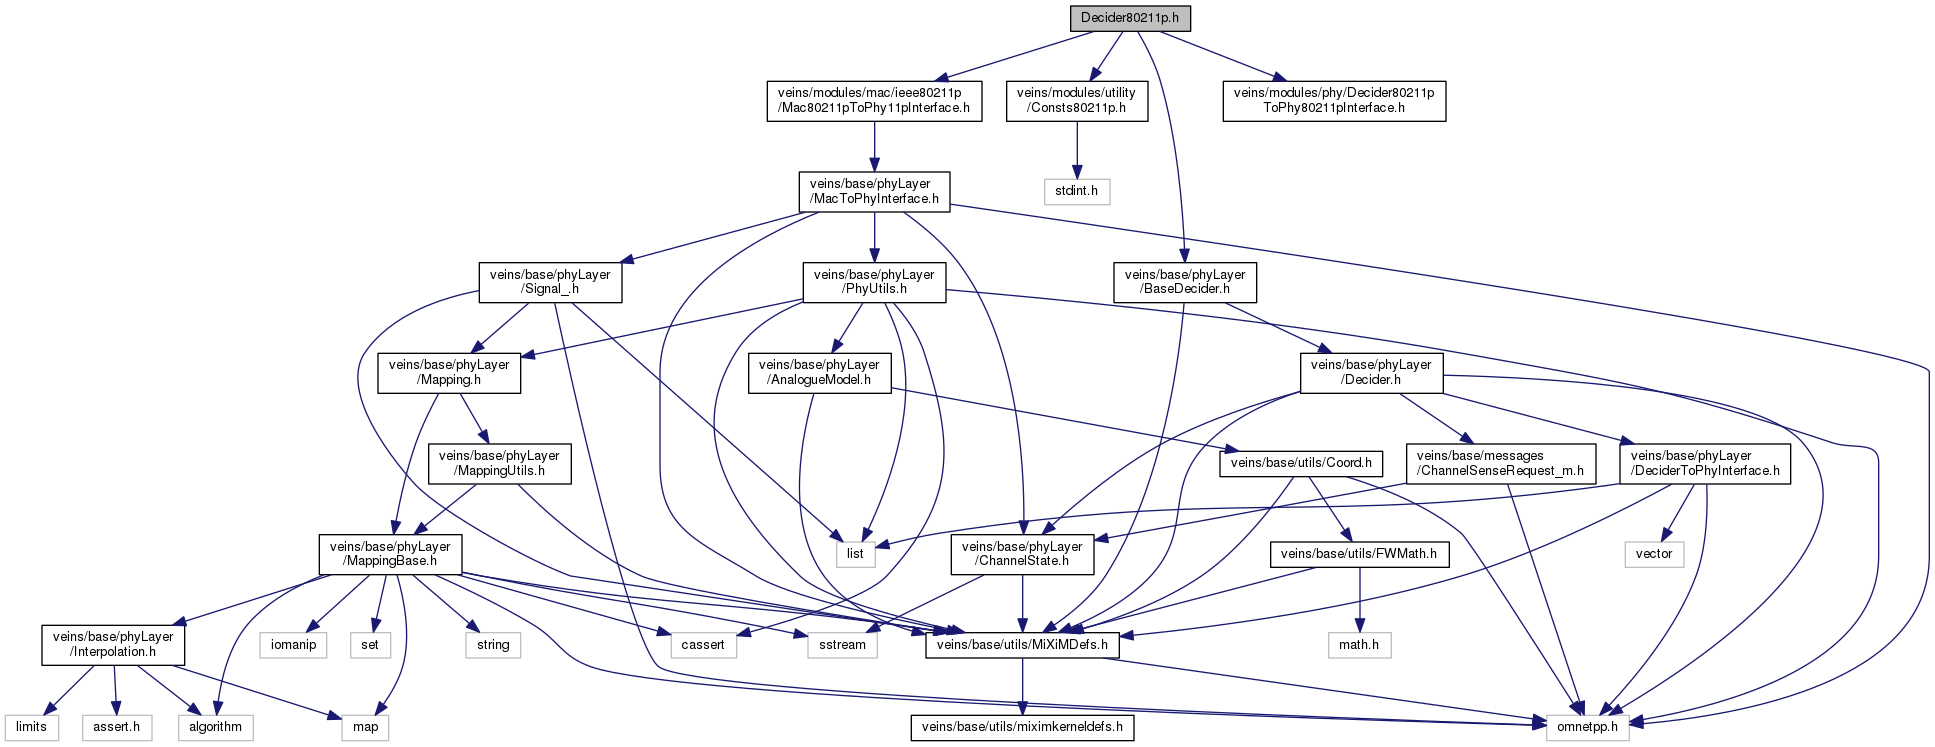 Decider80211p.h
veins/modules/mac/ieee80211p
/Mac80211pToPhy11pInterface.h
veins/modules/utility
/Consts80211p.h
veins/modules/phy/Decider80211p
ToPhy80211pInterface.h
veins/base/phyLayer
/MacToPhyInterface.h
stdint.h
veins/base/phyLayer
/Signal_.h
veins/base/phyLayer
/PhyUtils.h
veins/base/phyLayer
/BaseDecider.h
veins/base/phyLayer
/Mapping.h
veins/base/phyLayer
/AnalogueModel.h
veins/base/phyLayer
/Decider.h
veins/base/phyLayer
/MappingUtils.h
veins/base/utils/Coord.h
veins/base/messages
/ChannelSenseRequest_m.h
veins/base/phyLayer
/DeciderToPhyInterface.h
veins/base/phyLayer
/MappingBase.h
list
veins/base/phyLayer
/ChannelState.h
veins/base/utils/FWMath.h
vector
veins/base/phyLayer
/Interpolation.h
iomanip
set
string
cassert
sstream
veins/base/utils/MiXiMDefs.h
math.h
limits
assert.h
algorithm
map
veins/base/utils/miximkerneldefs.h
omnetpp.h